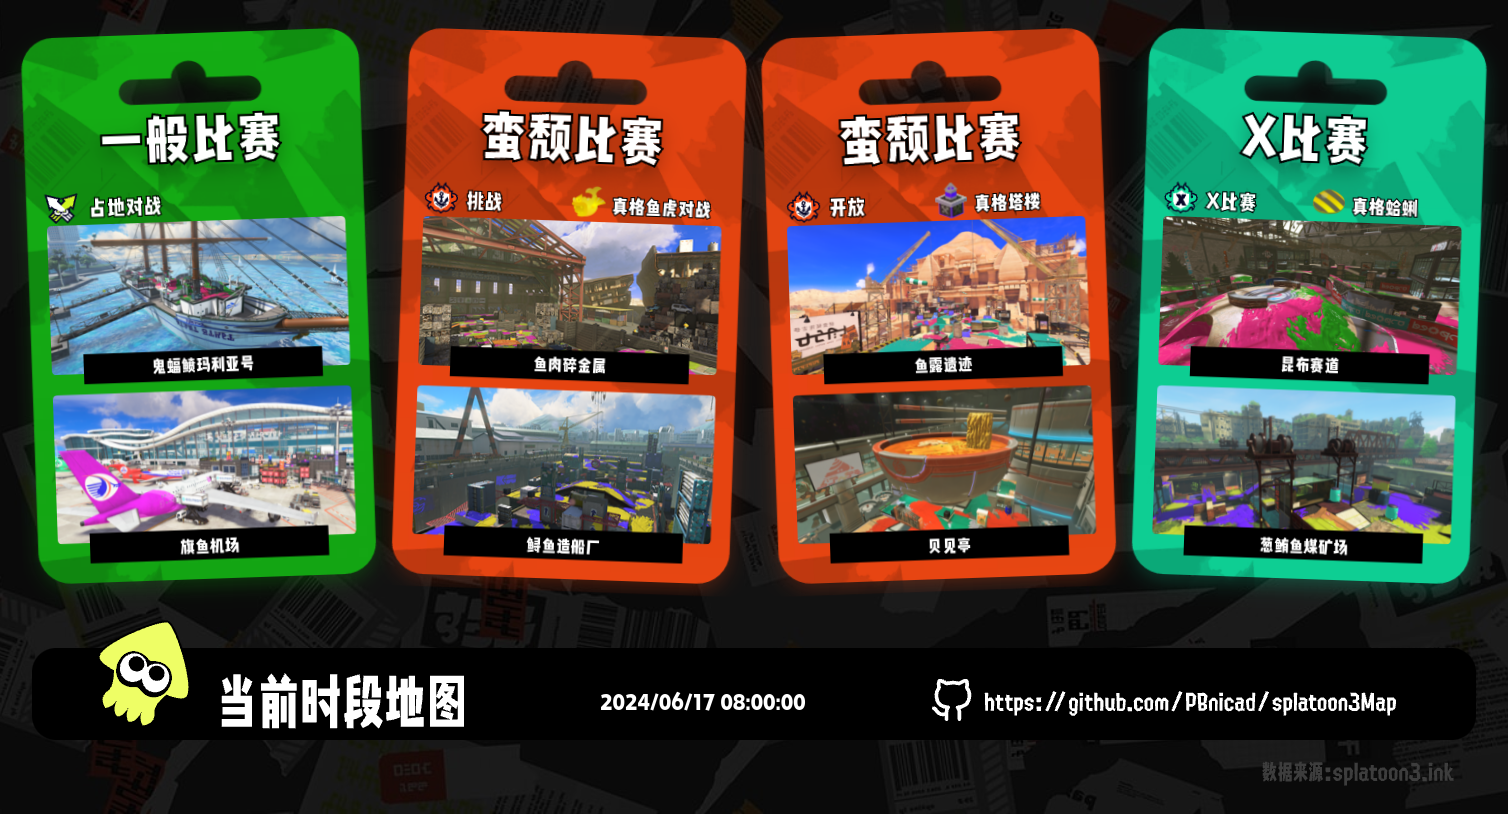 一般比赛
占地对战
鬼蝠鲼玛利亚号
旗鱼机场
蛮颓比赛
挑战
真格鱼虎对战
鱼肉碎金属
鲟鱼造船厂
蛮颓比赛
开放
真格塔楼
鱼露遗迹
贝见亭
X比赛
X比赛
真格蛤蜊
昆布赛道
葱鲔鱼煤矿场
当前时段地图
2024/06/17 08:00:00
https://github.com/PBnicad/splatoon3Map
数据来源:splatoon3.ink